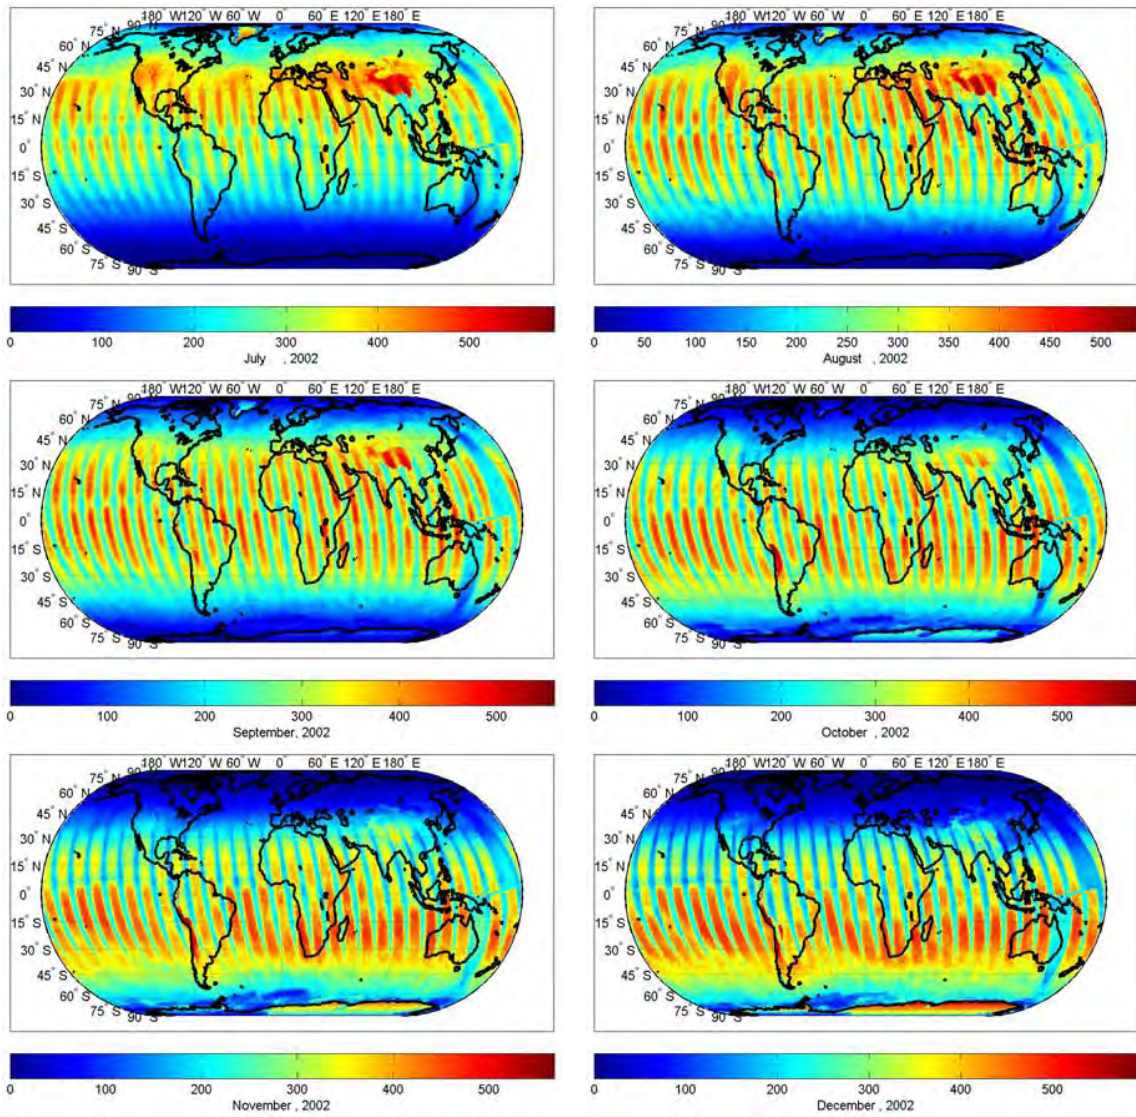 180° W120° W 60° W 0° 60° E 120° E 180° E
75° N 90° N
60° N
45° N
30° N
15° N
0°
15° S
30° S
45° S
60° S
75° S 90° S
0 100 200 300 400 500
July , 2002
180° W120° W 60° W 0° 60° E 120° E 180° E
75° N 90° N
60° N
45° N
30° N
15° N
0°
15° S
30° S
45° S
60° S
75° S 90° S
0 50 100 150 200 250 300 350 400 450 500
August , 2002
180° W120° W 60° W 0° 60° E 120° E 180° E
75° N 90° N
60° N
45° N
30° N
15° N
0°
15° S
30° S
45° S
60° S
75° S 90° S
0 100 200 300 400 500
September, 2002
180° W120° W 60° W 0° 60° E 120° E 180° E
75° N 90° N
60° N
45° N
30° N
15° N
0°
15° S
30° S
45° S
60° S
75° S 90° S
0 100 200 300 400 500
October , 2002
180° W120° W 60° W 0° 60° E 120° E 180° E
75° N 90° N
60° N
45° N
30° N
15° N
0°
15° S
30° S
45° S
60° S
75° S 90° S
0 100 200 300 400 500
November , 2002
180° W120° W 60° W 0° 60° E 120° E 180° E
75° N 90° N
60° N
45° N
30° N
15° N
0°
15° S
30° S
45° S
60° S
75° S 90° S
0 100 200 300 400 500
December , 2002